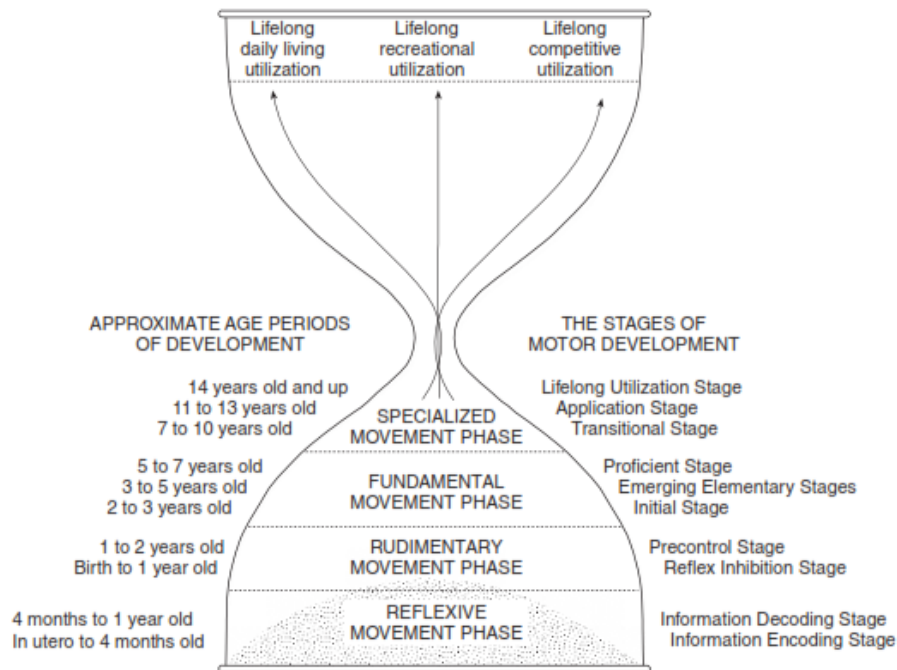 Lifelong
daily living
utilization
Lifelong
recreational
utilization
Lifelong
competitive
utilization
APPROXIMATE AGE PERIODS
OF DEVELOPMENT
THE STAGES OF
MOTOR DEVELOPMENT
14 years old and up
11 to 13 years old
7 to 10 years old
SPECIALIZED
MOVEMENT PHASE
Lifelong Utilization Stage
Application Stage
Transitional Stage
5 to 7 years old
3 to 5 years old
2 to 3 years old
FUNDAMENTAL
MOVEMENT PHASE
Proficient Stage
Emerging Elementary Stages
Initial Stage
1 to 2 years old
Birth to 1 year old
RUDIMENTARY
MOVEMENT PHASE
Precontrol Stage
Reflex Inhibition Stage
4 months to 1 year old
In utero to 4 months old
REFLEXIVE
MOVEMENT PHASE
Information Decoding Stage
Information Encoding Stage